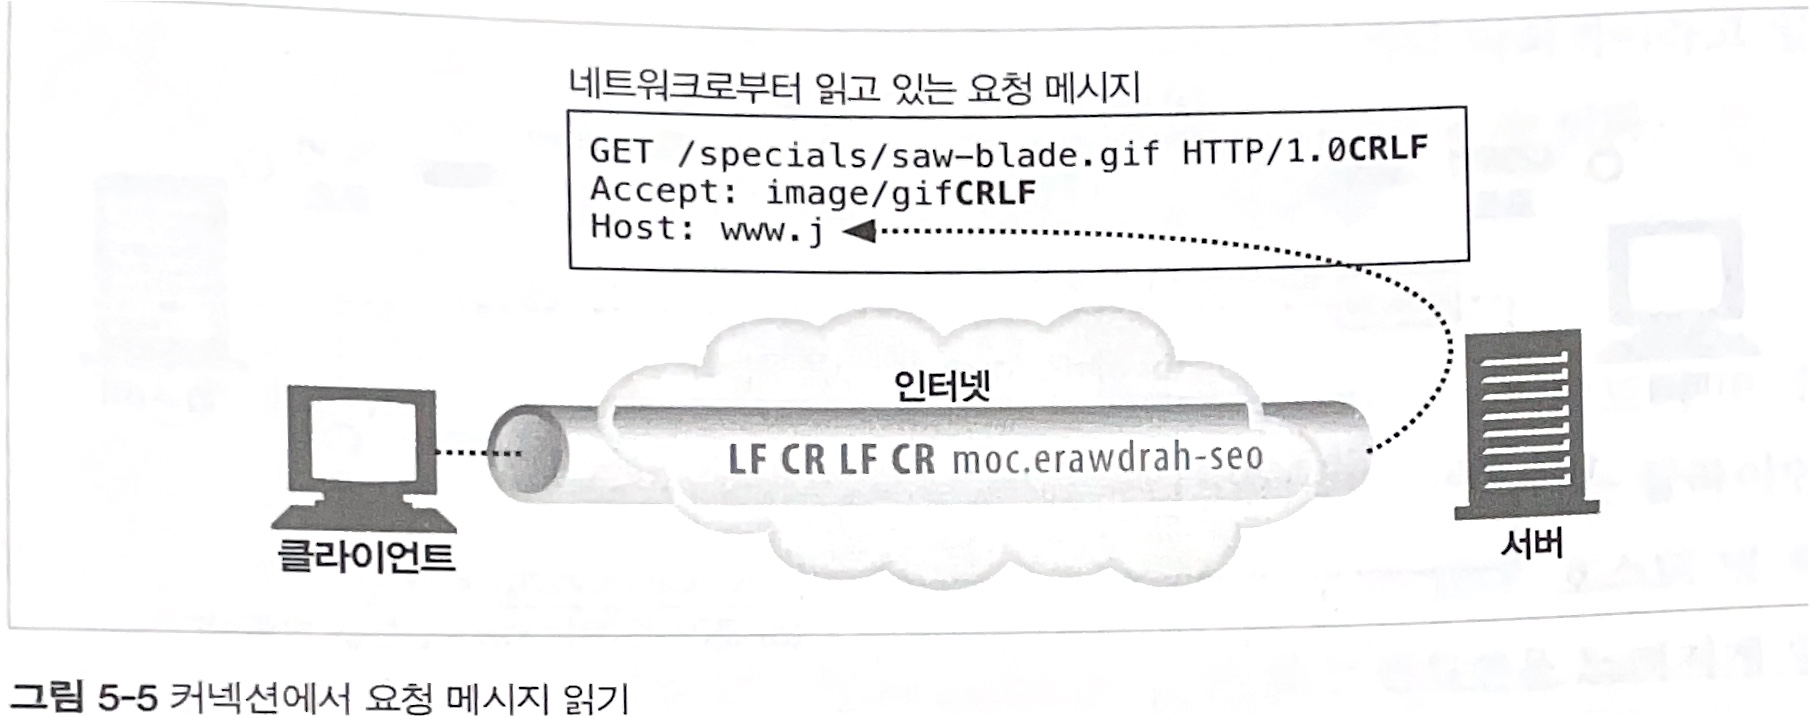 네트워크로부터 읽고 있는 요청 메시지
GET /specials/saw-blade.gif HTTP/1.0CRLF
Accept: image/gifCRLF
Host: www.j
인터넷
LF CR LF CR moc.erawdrah-seo
클라이언트
서버
그림 5-5 커넥션에서 요청 메시지 읽기